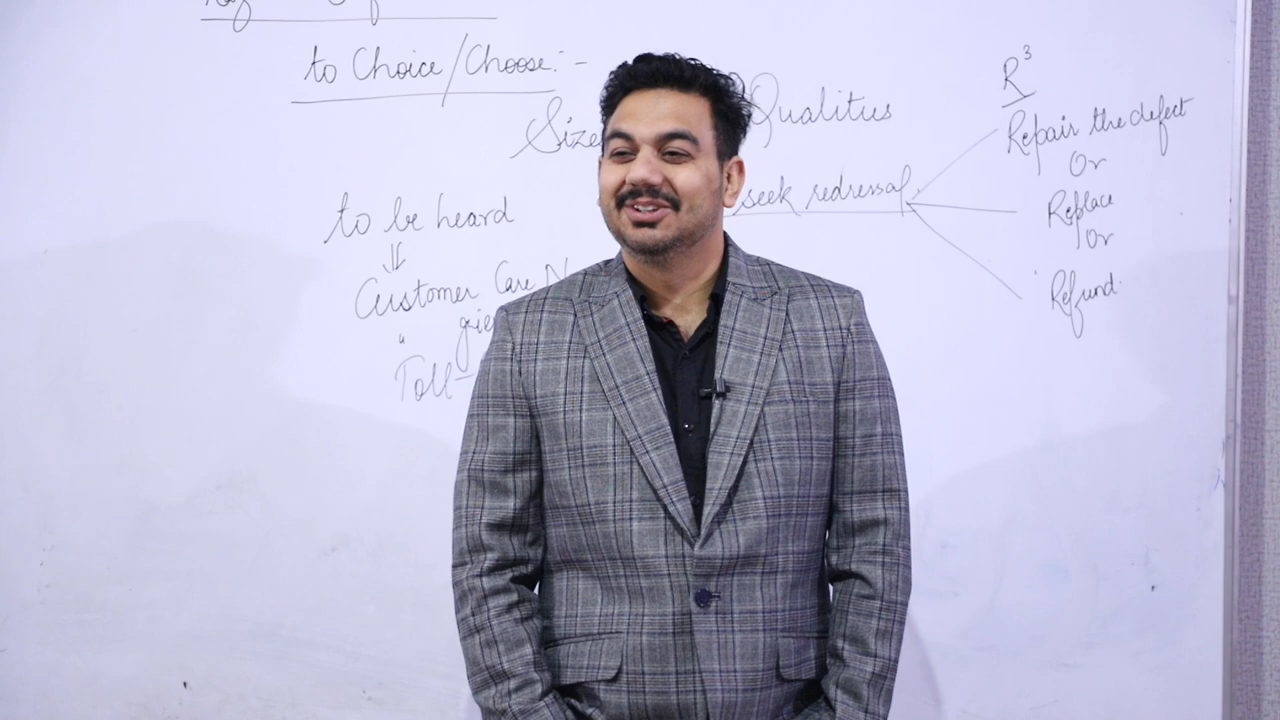 to Choice/Choose:-
Size Qualitus
to be heard
Customer Care
Toll-
seek redressal
R³
Repair the defect
Or
Replace
Or
Refund.